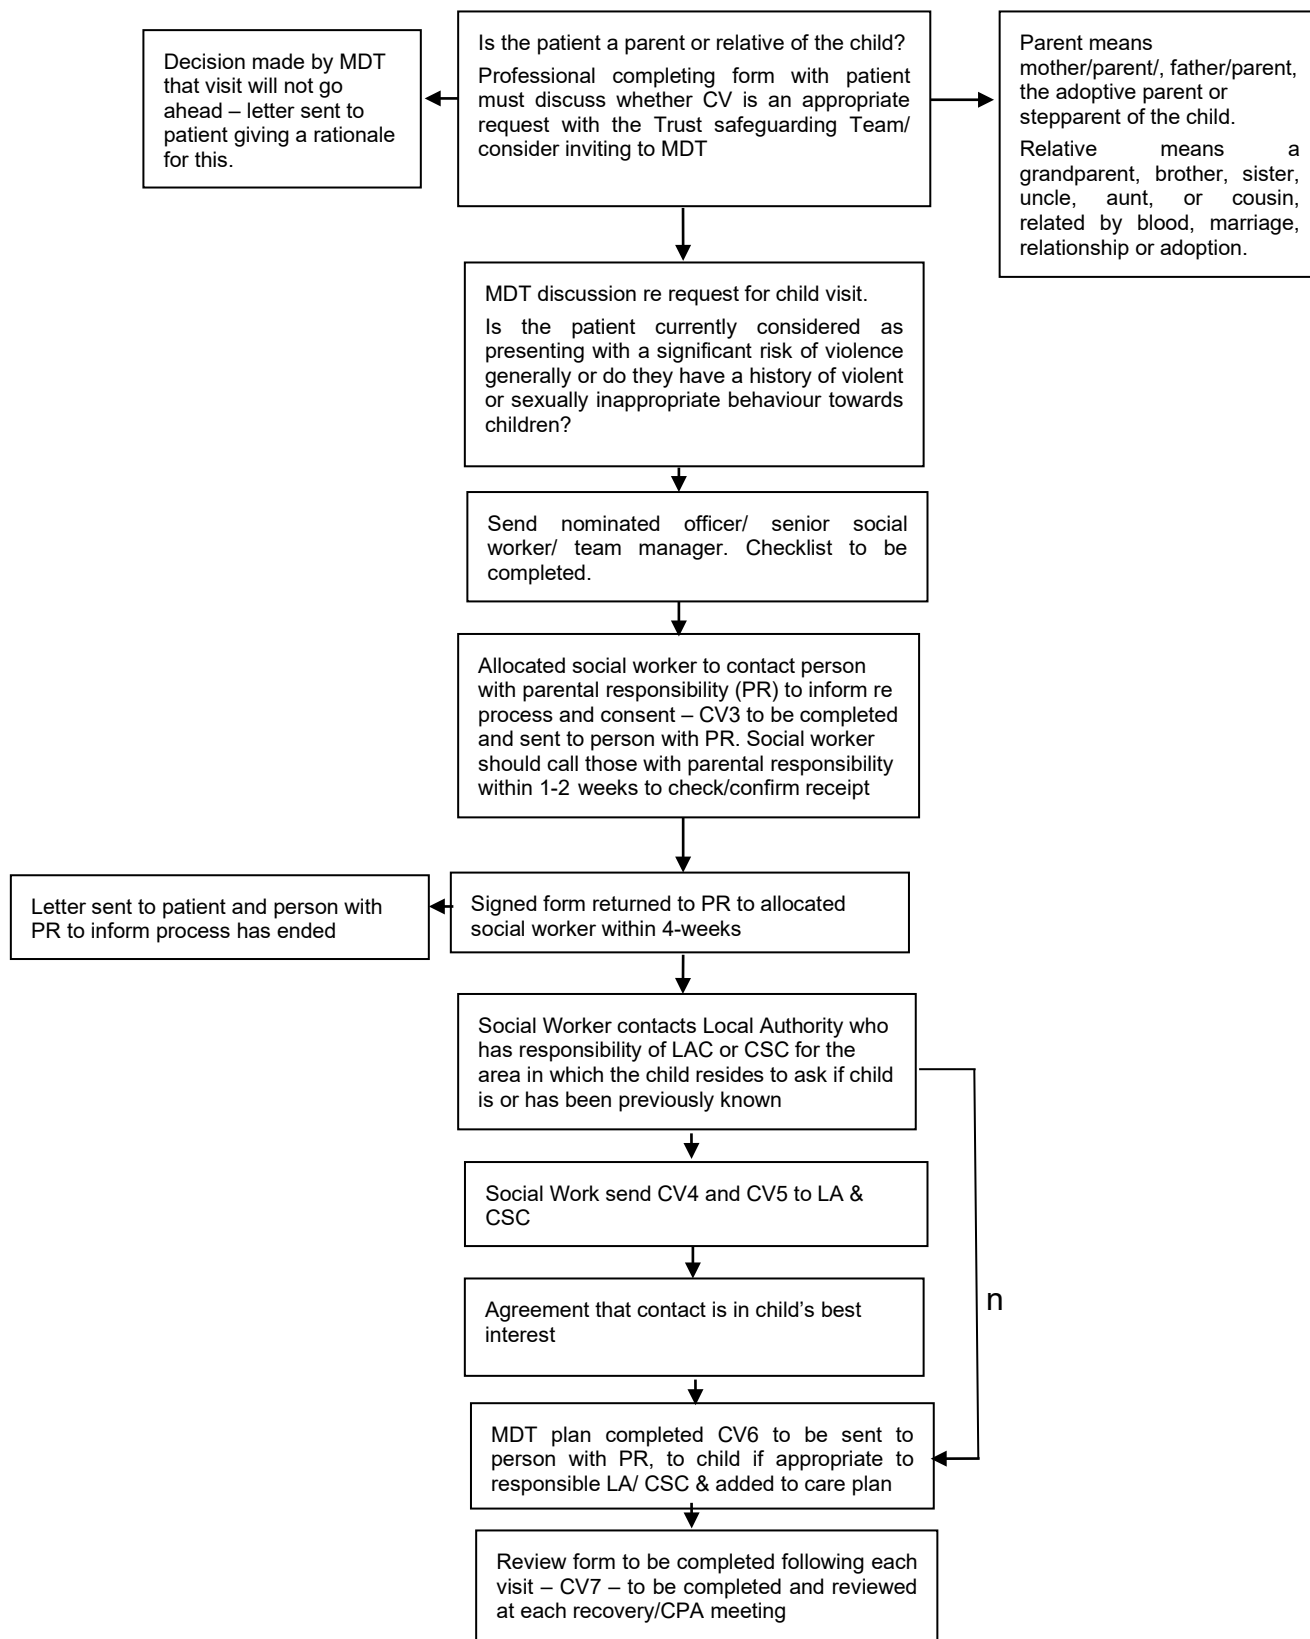 Decision made by MDT
that visit will not go
ahead – letter sent to
patient giving a rationale
for this.
Is the patient a parent or relative of the child?
Professional completing form with patient
must discuss whether CV is an appropriate
request with the Trust safeguarding Team/
consider inviting to MDT
Parent means
mother/parent/, father/parent,
the adoptive parent or
stepparent of the child.
Relative means a
grandparent, brother, sister,
uncle, aunt, or cousin,
related by blood, marriage,
relationship or adoption.
MDT discussion re request for child visit.
Is the patient currently considered as
presenting with a significant risk of violence
generally or do they have a history of violent
or sexually inappropriate behaviour towards
children?
Send nominated officer/ senior social
worker/ team manager. Checklist to be
completed.
Allocated social worker to contact person
with parental responsibility (PR) to inform re
process and consent – CV3 to be completed
and sent to person with PR. Social worker
should call those with parental responsibility
within 1-2 weeks to check/confirm receipt
Letter sent to patient and person with
PR to inform process has ended
Signed form returned to PR to allocated
social worker within 4-weeks
Social Worker contacts Local Authority who
has responsibility of LAC or CSC for the
area in which the child resides to ask if child
is or has been previously known
Social Work send CV4 and CV5 to LA &
CSC
Agreement that contact is in child’s best
interest
n
MDT plan completed CV6 to be sent to
person with PR, to child if appropriate to
responsible LA/ CSC & added to care plan
Review form to be completed following each
visit – CV7 – to be completed and reviewed
at each recovery/CPA meeting